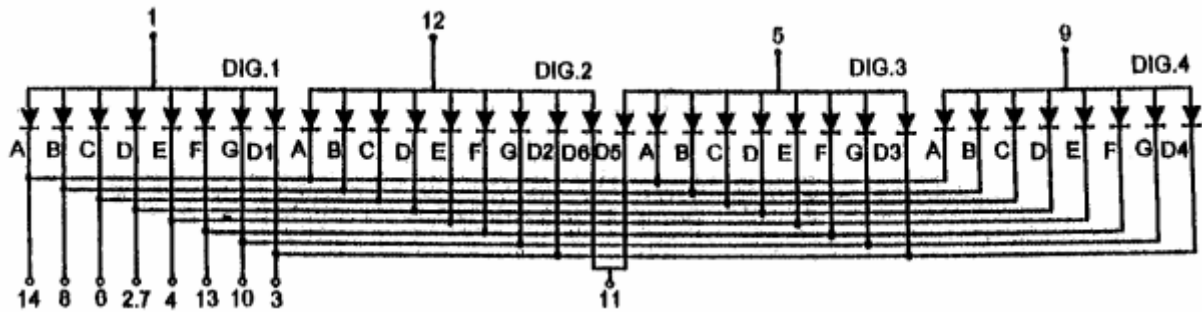 1 12 5 9
DIG.1 DIG.2 DIG.3 DIG.4
A B C D E F G D1 A B C D E F G D2 D6 D5 A B C D E F G D3 A B C D E F G D4
14 8 6 2.7 4 13 10 3 11